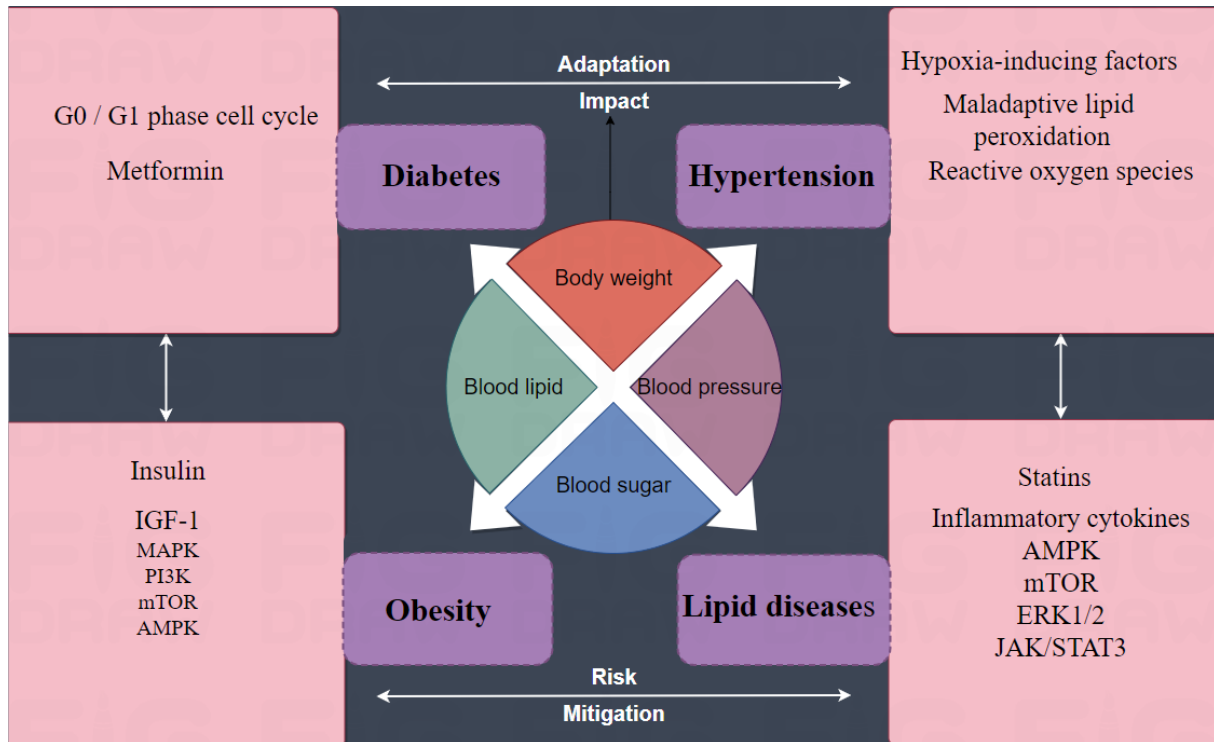 Adaptation
Impact
G0 / G1 phase cell cycle
Metformin
Diabetes
Hypertension
Hypoxia-inducing factors
Maladaptive lipid
peroxidation
Reactive oxygen species
Body weight
Blood lipid
Blood pressure
Blood sugar
Insulin
IGF-1
MAPK
PI3K
mTOR
AMPK
Obesity
Lipid diseases
Statins
Inflammatory cytokines
AMPK
mTOR
ERK1/2
JAK/STAT3
Risk
Mitigation